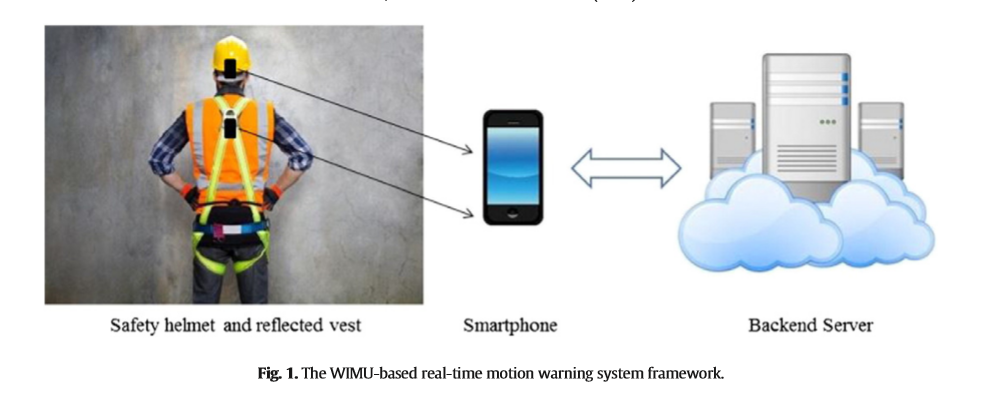 Safety helmet and reflected vest
Smartphone
Backend Server
Fig. 1. The WIMU-based real-time motion warning system framework.